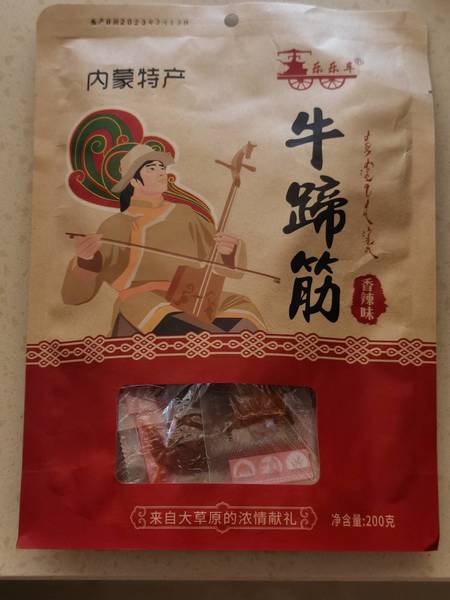 内蒙特产
乐乐车®
牛蹄筋
香辣味
来自大草原的浓情献礼
净含量:200克